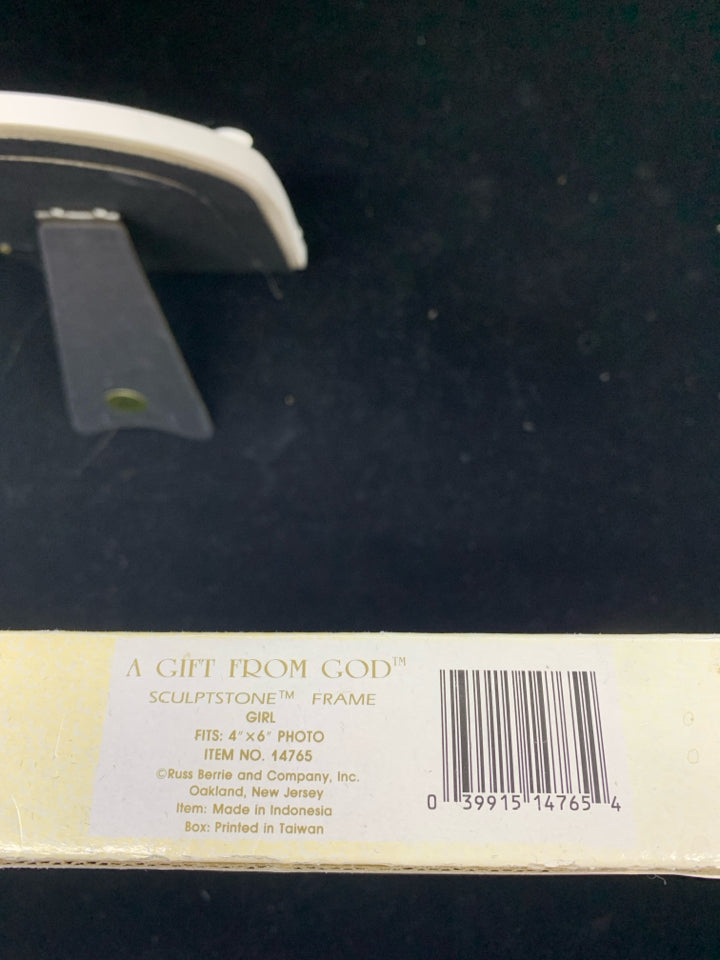 A GIFT FROM GOD™
SCULPTSTONE™ FRAME
GIRL
FITS: 4"×6" PHOTO
ITEM NO. 14765
©Russ Berrie and Company, Inc.
Oakland, New Jersey
Item: Made in Indonesia
Box: Printed in Taiwan
0 39915 14765 4